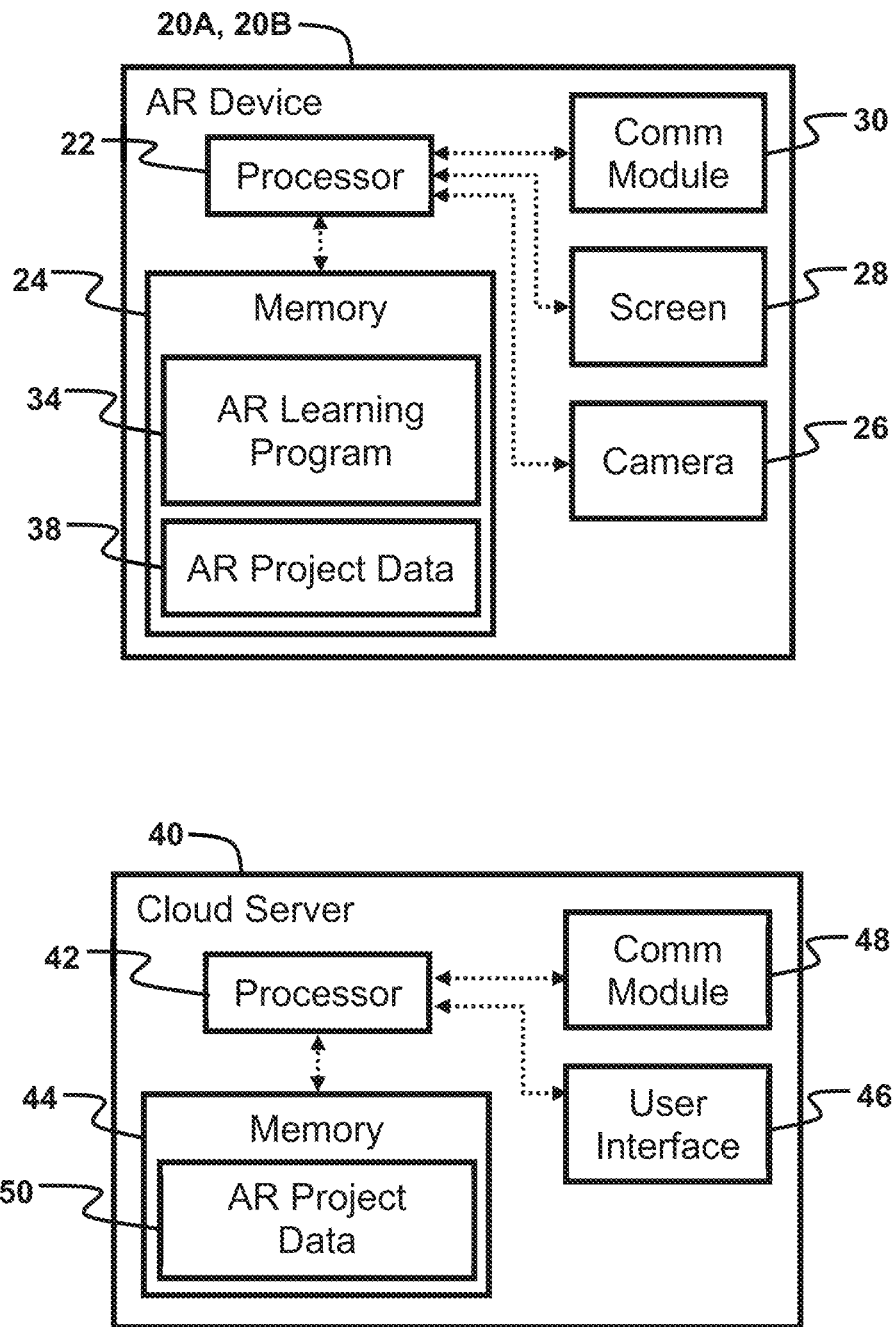 20A, 20B
AR Device
22
Processor
Comm
Module
30
24
Memory
Screen
28
34
AR Learning
Program
Camera
26
38
AR Project Data
40
Cloud Server
42
Processor
Comm
Module
48
44
Memory
User
Interface
46
50
AR Project
Data